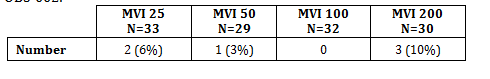 MVI 25 MVI 50 MVI 100 MVI 200
N=33 N=29 N=32 N=30
Number 2 (6%) 1 (3%) 0 3 (10%)